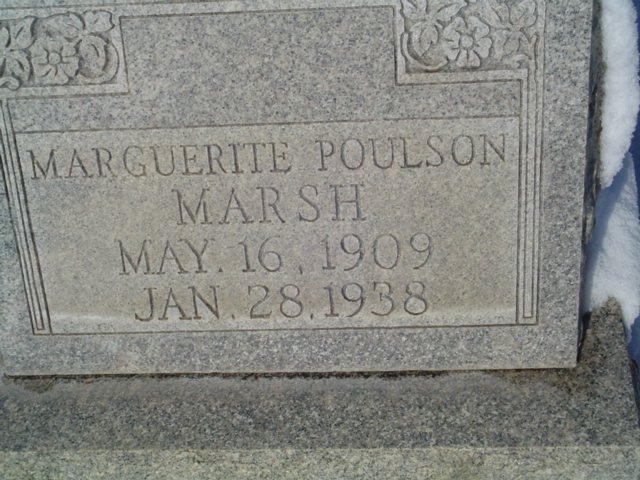 MARGUERITE POULSON
MARSH
MAY. 16, 1909
JAN. 28, 1938